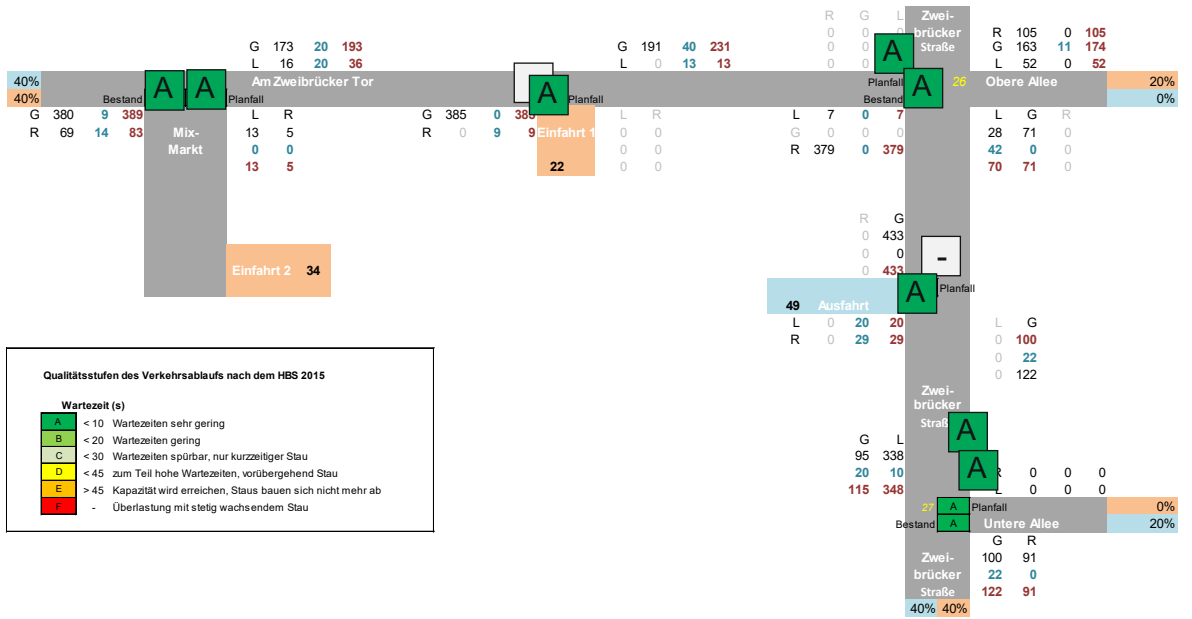 R G L Zwei-
0 0 0 brücker R 105 0 105
G 173 20 193 G 191 40 231 0 0 Straße G 163 11 174
L 16 20 36 L 0 13 13 0 0 L 52 0 52
40% A A Am Zweibrücker Tor A Planfall A 26 Obere Allee 20%
40% Bestand Planfall A Planfall Bestand 0%
G 380 9 389 L R G 385 0 L R L 7 0 7 L G R
R 69 14 83 Mix- 13 5 R 0 9 9 Einfahrt 1 0 0 G 0 0 0 28 71 0
Markt 0 0 0 0 R 379 0 379 42 0 0
13 5 22 0 0 70 71 0
R G
0 433
0 0 -
Einfahrt 2 34 0 433
A Planfall
49 Ausfahrt
L 0 20 20 L G
R 0 29 29 0 100
0 22
0 122
Qualitätsstufen des Verkehrsablaufs nach dem HBS 2015
Wartezeit (s)
A < 10 Wartezeiten sehr gering
B < 20 Wartezeiten gering
C < 30 Wartezeiten spürbar, nur kurzzeitiger Stau
D < 45 zum Teil hohe Wartezeiten, vorübergehend Stau
E > 45 Kapazität wird erreichen, Staus bauen sich nicht mehr ab
F - Überlastung mit stetig wachsendem Stau
Zwei-
brücker
Straße A
G L
95 338 A
20 10 R 0 0 0
115 348 L 0 0 0
27 A Planfall 0%
Bestand A Untere Allee 20%
G R
Zwei- 100 91
brücker 22 0
Straße 122 91
40% 40%